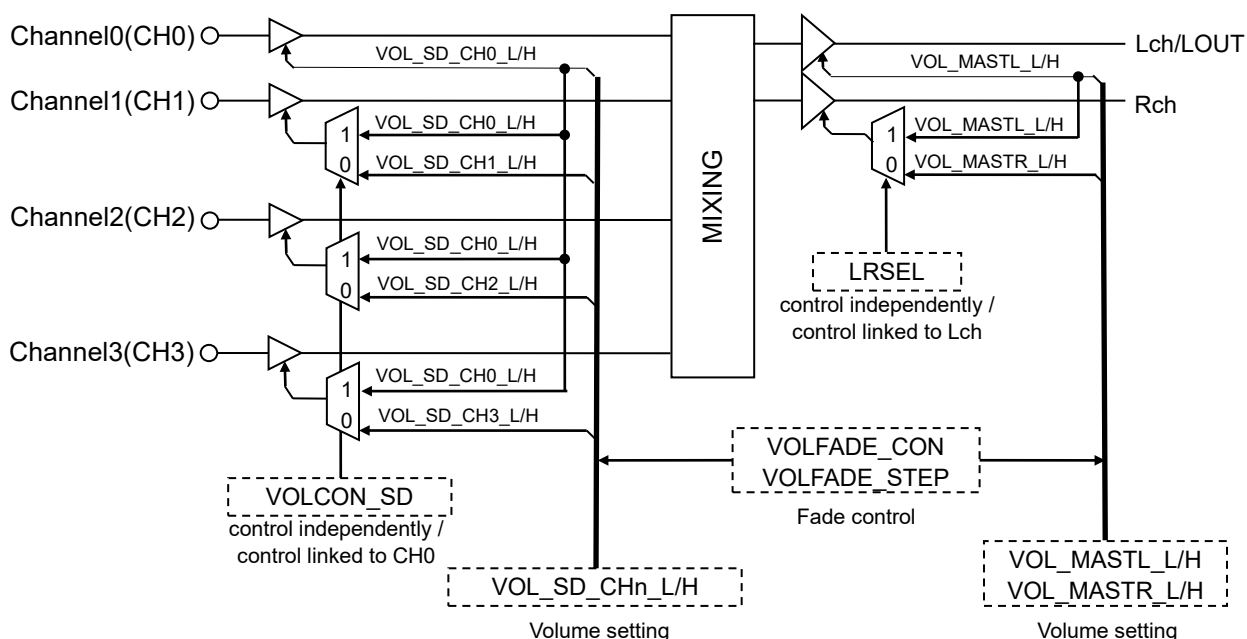 Channel0(CH0)
VOL_SD_CH0_L/H
Channel1(CH1)
1
0
VOL_SD_CH0_L/H
VOL_SD_CH1_L/H
Channel2(CH2)
1
0
VOL_SD_CH0_L/H
VOL_SD_CH2_L/H
Channel3(CH3)
1
0
VOL_SD_CH0_L/H
VOL_SD_CH3_L/H
VOLCON_SD
control independently /
control linked to CH0
VOL_SD_CHn_L/H
Volume setting
MIXING
Lch/LOUT
VOL_MASTL_L/H
Rch
1
0
VOL_MASTL_L/H
VOL_MASTR_L/H
LRSEL
control independently /
control linked to Lch
VOLFADE_CON
VOLFADE_STEP
Fade control
VOL_MASTL_L/H
VOL_MASTR_L/H
Volume setting